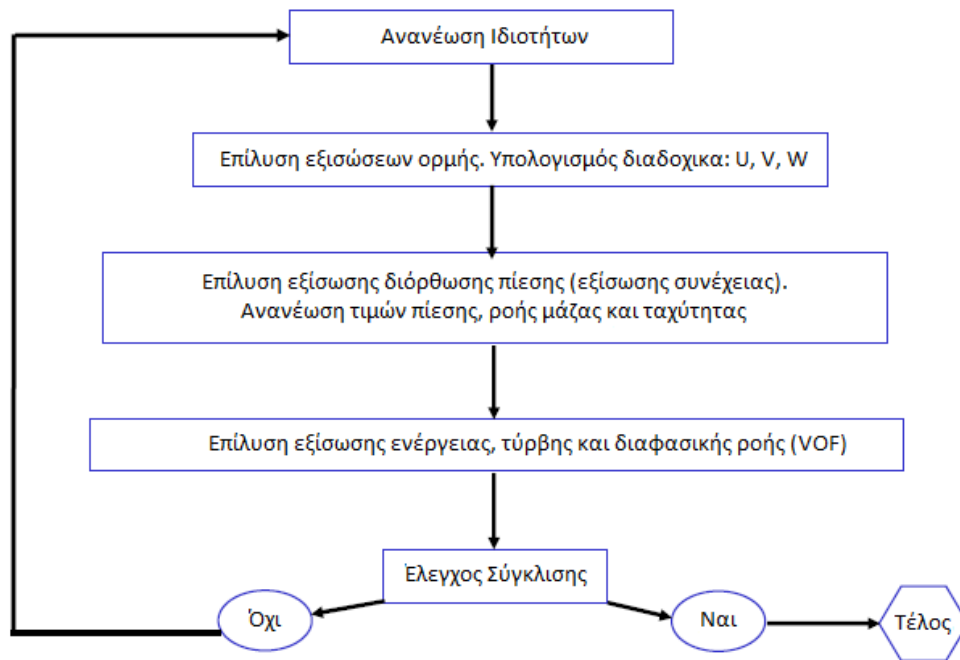 Ανανέωση Ιδιοτήτων
Επίλυση εξισώσεων ορμής. Υπολογισμός διαδοχικα: U, V, W
Επίλυση εξίσωσης διόρθωσης πίεσης (εξίσωσης συνέχειας).
Ανανέωση τιμών πίεσης, ροής μάζας και ταχύτητας
Επίλυση εξίσωσης ενέργειας, τύρβης και διαφασικής ροής (VOF)
Έλεγχος Σύγκλισης
Όχι
Ναι
Τέλος